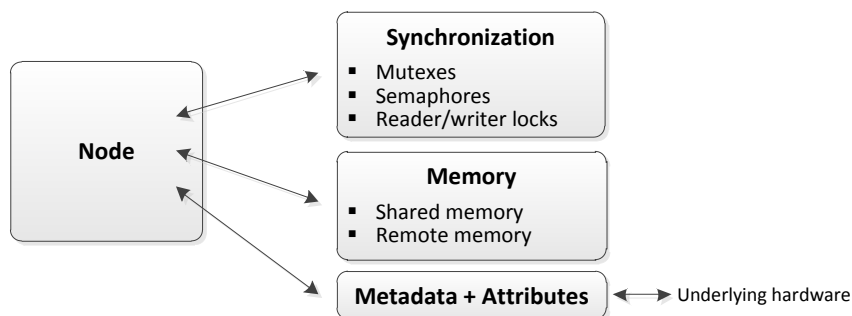 Node
Synchronization
▪ Mutexes
▪ Semaphores
▪ Reader/writer locks
Memory
▪ Shared memory
▪ Remote memory
Metadata + Attributes
Underlying hardware